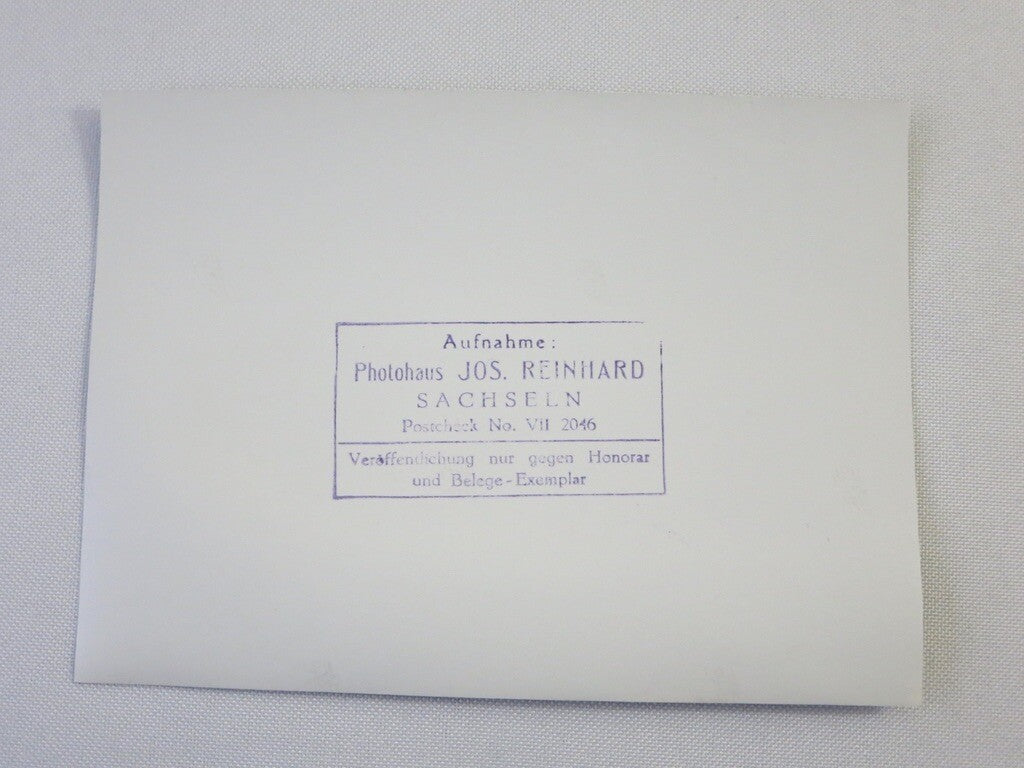 Aufnahme:
Photohaus JOS. REINHARD
SACHSELN
Postcheck No. VII 2046
Veröffentlichung nur gegen Honorar
und Belege-Exemplar